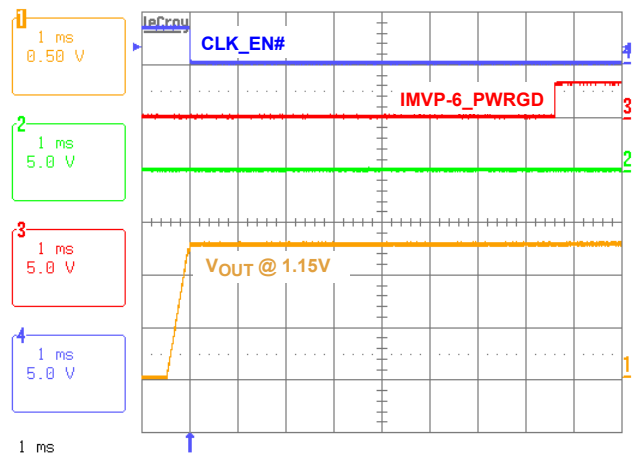 1
1 ms
0.50 V
2
1 ms
5.0 V
3
1 ms
5.0 V
4
1 ms
5.0 V
1 ms
LeCroy
CLK_EN#
4
IMVP-6_PWRGD
3
2
VOUT @ 1.15V
1